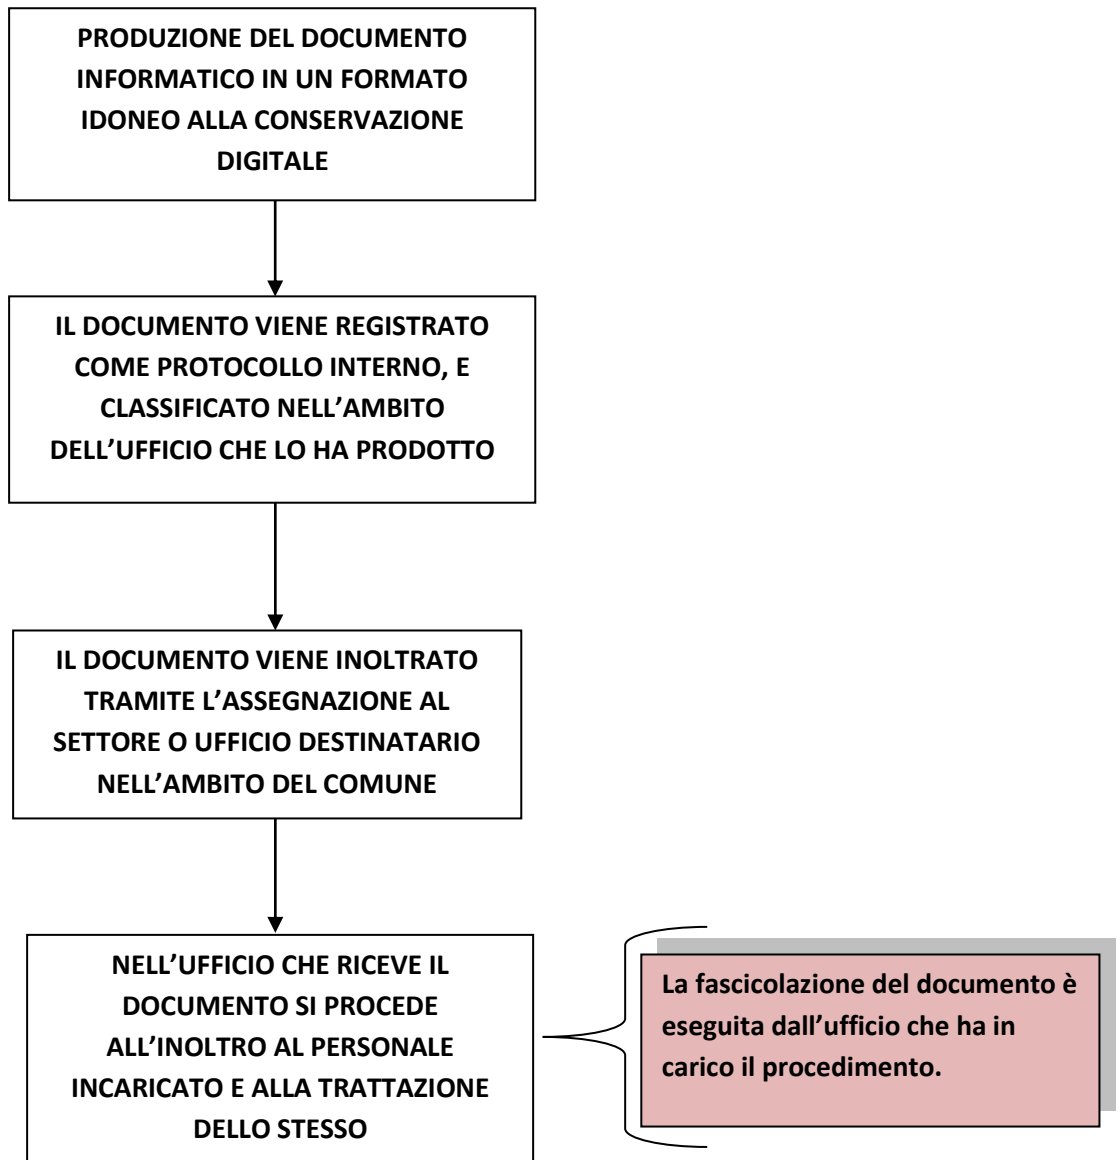 PRODUZIONE DEL DOCUMENTO
INFORMATICO IN UN FORMATO
IDONEO ALLA CONSERVAZIONE
DIGITALE
IL DOCUMENTO VIENE REGISTRATO
COME PROTOCOLLO INTERNO, E
CLASSIFICATO NELL’AMBITO
DELL’UFFICIO CHE LO HA PRODOTTO
IL DOCUMENTO VIENE INOLTRATO
TRAMITE L’ASSEGNAZIONE AL
SETTORE O UFFICIO DESTINATARIO
NELL’AMBITO DEL COMUNE
NELL’UFFICIO CHE RICEVE IL
DOCUMENTO SI PROCEDE
ALL’INOLTRO AL PERSONALE
INCARICATO E ALLA TRATTAZIONE
DELLO STESSO
La fascicolazione del documento è
eseguita dall’ufficio che ha in
carico il procedimento.